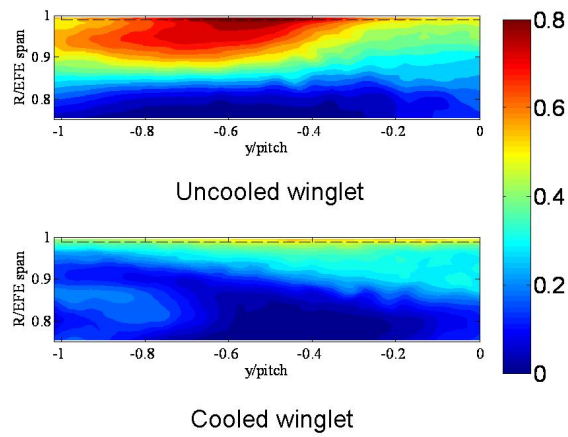 1
0.9
0.8
R/EFE span
-1 -0.8 -0.6 -0.4 -0.2 0
y/pitch
Uncooled winglet
1
0.9
0.8
R/EFE span
-1 -0.8 -0.6 -0.4 -0.2 0
y/pitch
Cooled winglet
0.8
0.6
0.4
0.2
0